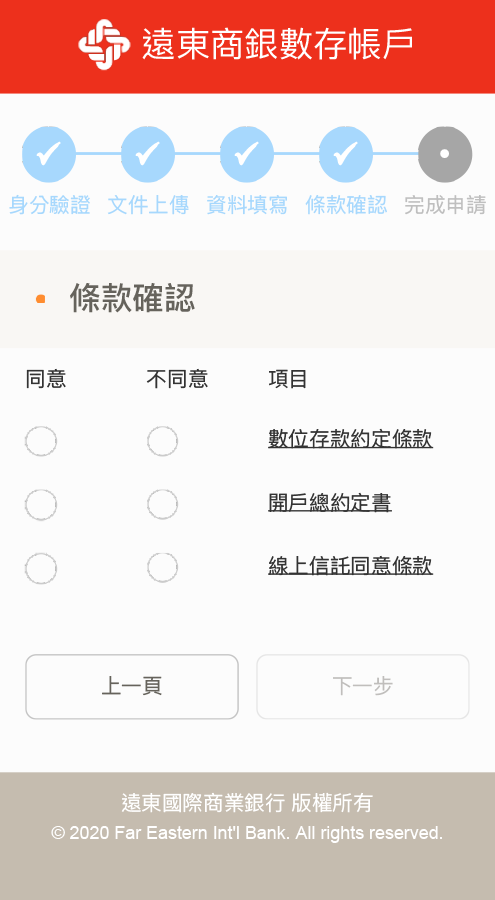 遠東商銀數存帳戶
身分驗證 文件上傳 資料填寫 條款確認 完成申請
條款確認
同意 不同意 項目
數位存款約定條款
開戶總約定書
線上信託同意條款
上一頁 下一步
遠東國際商業銀行 版權所有
© 2020 Far Eastern Int'l Bank. All rights reserved.